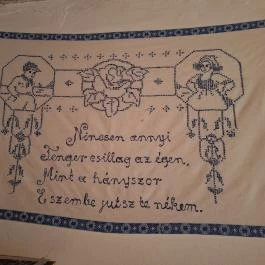 Nincsen annyi
Tenger csillag az égen,
Mint a hányszor
Eszembe jutsz te nékem.